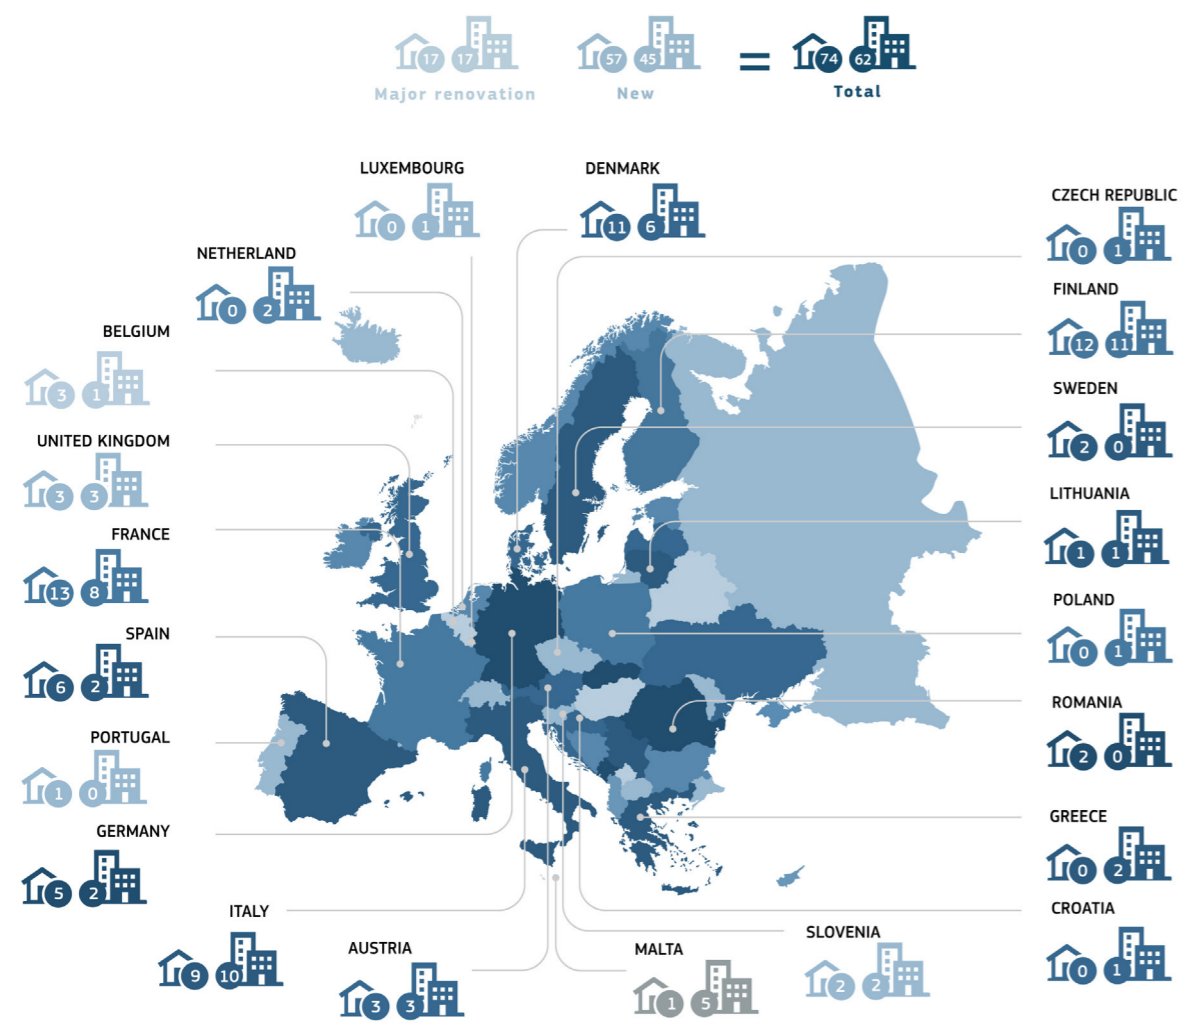 17 17 57 45 = 74 62
Major renovation New Total
LUXEMBOURG
0 1
DENMARK
11 6
CZECH REPUBLIC
0 1
NETHERLAND
0 2
FINLAND
12 11
BELGIUM
3 1
SWEDEN
2 0
UNITED KINGDOM
3 3
LITHUANIA
1 1
FRANCE
13 8
POLAND
0 1
SPAIN
6 2
ROMANIA
2 0
PORTUGAL
1 0
GREECE
0 2
GERMANY
5 2
CROATIA
0 1
ITALY
9 10
AUSTRIA
3 3
MALTA
1 5
SLOVENIA
2 2